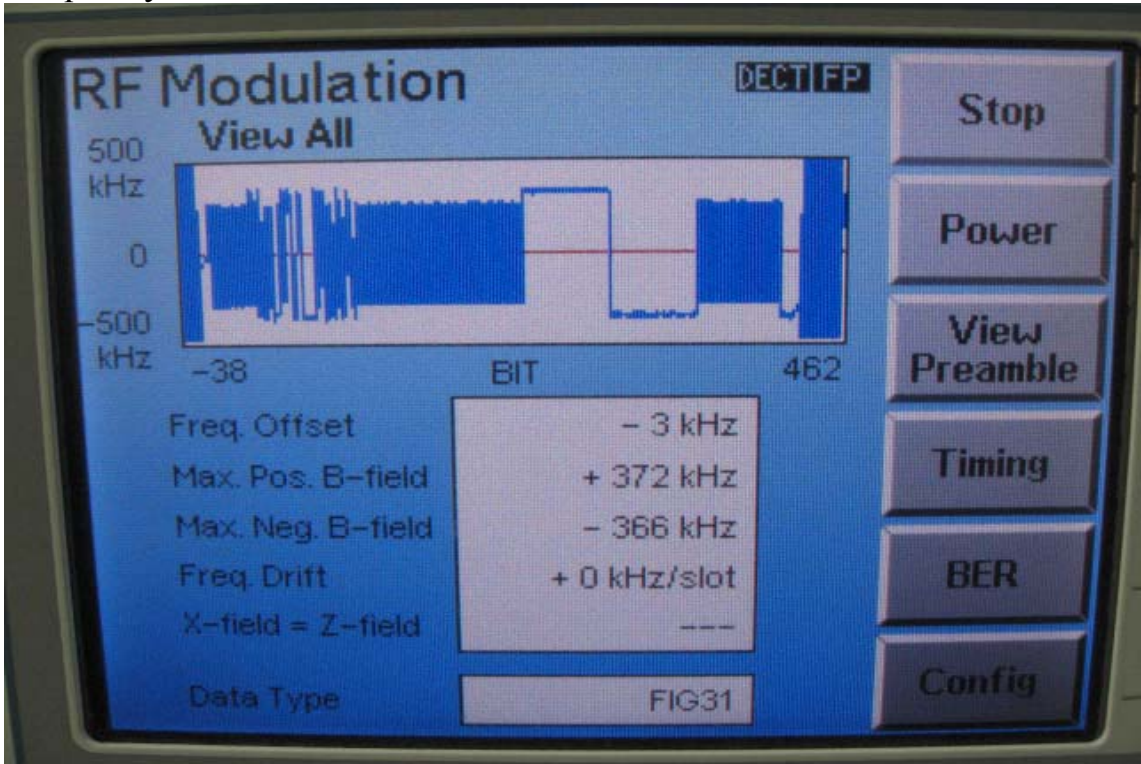 RF Modulation
DECT FP
View All
500
kHz
0
-500
kHz
-38
BIT
462
Freq. Offset
- 3 kHz
Max. Pos. B-field
+ 372 kHz
Max. Neg. B-field
- 366 kHz
Freq. Drift
+ 0 kHz/slot
X-field = Z-field
---
Data Type
FIG31
Stop
Power
View
Preamble
Timing
BER
Config